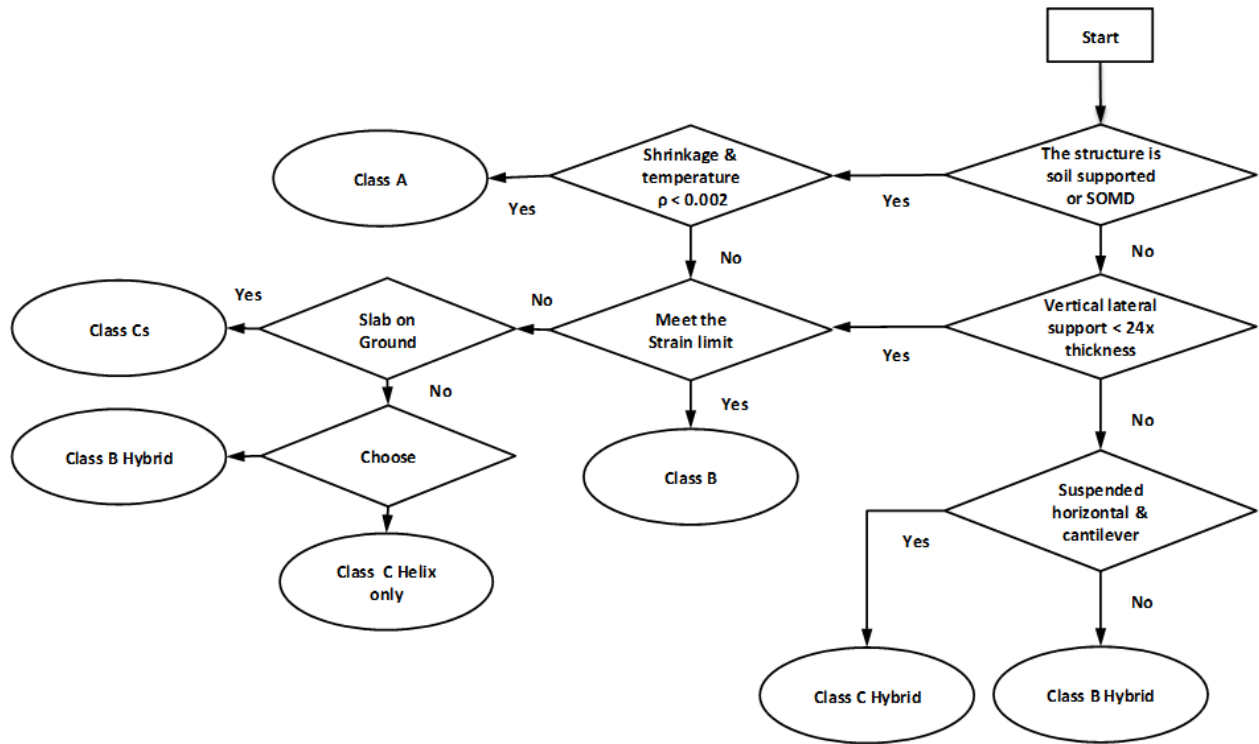 Start
The structure is
soil supported
or SOMD
Yes
No
Shrinkage &
temperature
ρ < 0.002
Yes
No
Class A
Vertical lateral
support < 24x
thickness
Yes
No
Meet the
Strain limit
No
Yes
Slab on
Ground
Yes
No
Class Cs
Choose
Class B Hybrid
Class C Helix
only
Class B
Suspended
horizontal &
cantilever
Yes
No
Class C Hybrid
Class B Hybrid